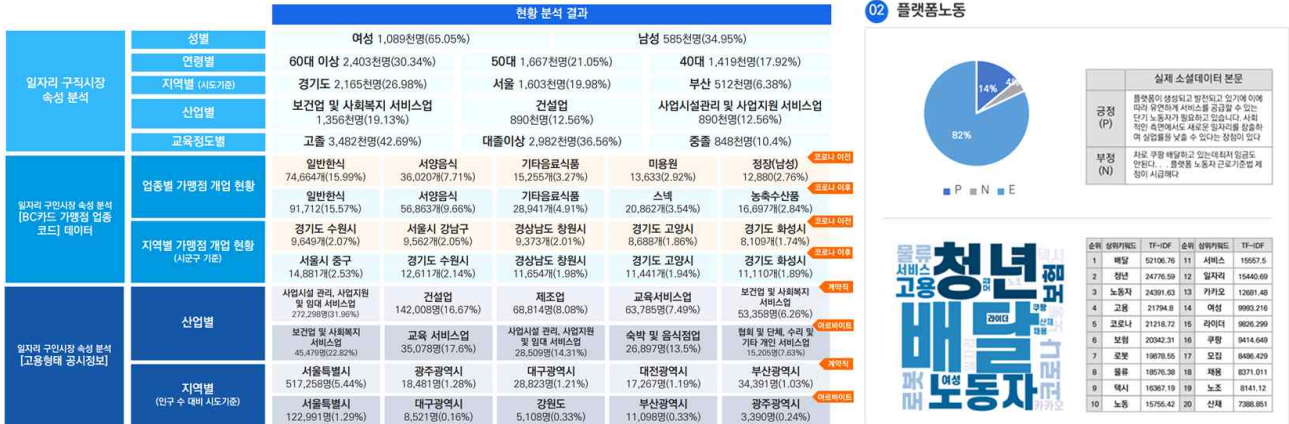 현황 분석 결과
일자리 구직시장
속성 분석
성별
여성 1,089천명(65.05%)
남성 585천명(34.95%)
연령별
60대 이상 2,403천명(30.34%)
50대 1,667천명(21.05%)
40대 1,419천명(17.92%)
지역별 (시도기준)
경기도 2,165천명(26.98%)
서울 1,603천명(19.98%)
부산 512천명(6.38%)
산업별
보건업 및 사회복지 서비스업
1,356천명(19.13%)
건설업
890천명(12.56%)
사업시설관리 및 사업지원 서비스업
890천명(12.56%)
교육정도별
고졸 3,482천명(42.69%)
대졸이상 2,982천명(36.56%)
중졸 848천명(10.4%)
일자리 구인시장 속성 분석
[BC카드 가맹점 업종
코드] 데이터
업종별 가맹점 개업 현황
코로나 이전
일반한식
74,664개(15.99%)
서양음식
36,020개(7.71%)
기타음료식품
15,255개(3.27%)
미용원
13,633(2.92%)
정장(남성)
12,880(2.76%)
코로나 이후
일반한식
91,712(15.57%)
서양음식
56,863개(9.66%)
기타음료식품
28,941개(4.91%)
스넥
20,862개(3.54%)
농축수산품
16,697개(2.84%)
지역별 가맹점 개업 현황
(시군구 기준)
코로나 이전
경기도 수원시
9,649개(2.07%)
서울시 강남구
9,562개(2.05%)
경상남도 창원시
9,373개(2.01%)
경기도 고양시
8,688개(1.86%)
경기도 화성시
8,109개(1.74%)
코로나 이후
서울시 중구
14,881개(2.53%)
경기도 수원시
12,611개(2.14%)
경상남도 창원시
11,654개(1.98%)
경기도 고양시
11,441개(1.94%)
경기도 화성시
11,110개(1.89%)
일자리 구인시장 속성 분석
[고용형태 공시정보]
산업별
계약직
사업시설 관리, 사업지원
및 임대 서비스업
272,298명(31.96%)
건설업
142,008명(16.67%)
제조업
68,814명(8.08%)
교육서비스업
63,785명(7.49%)
보건업 및 사회복지
서비스업
53,358명(6.26%)
아르바이트
보건업 및 사회복지
서비스업
45,479명(22.82%)
교육 서비스업
35,078명(17.6%)
사업시설 관리, 사업지원
및 임대 서비스업
28,509명(14.31%)
숙박 및 음식점업
26,897명(13.5%)
협회 및 단체, 수리 및
기타 개인 서비스업
15,205명(7.63%)
지역별
(인구 수 대비 시도기준)
계약직
서울특별시
517,258명(5.44%)
광주광역시
18,481명(1.28%)
대구광역시
28,823명(1.21%)
대전광역시
17,267명(1.19%)
부산광역시
34,391명(1.03%)
아르바이트
서울특별시
122,991명(1.29%)
대구광역시
8,521명(0.16%)
강원도
5,108명(0.33%)
부산광역시
11,098명(0.33%)
광주광역시
3,390명(0.24%)
02 플랫폼노동
14%
4%
82%
P N E
실제 소셜데이터 본문
긍정
(P)
플랫폼이 생성되고 발전되고 있기에 이에
따라 유연하게 서비스를 공급할 수 있는
단기 노동자가 필요하고 있습니다. 사회
적인 측면에서도 새로운 일자리를 창출하
여 실업률을 낮출 수 있다는 장점이 있다
부정
(N)
차로 쿠팡 배달하고 있는데최저 임금도
안된다. . . 플랫폼 노동자 근로기준법 제
정이 시급해다
물류
서비스
고용
청년
보험
택시
모집
쿠팡
라이더
산재
채용
배달
일자리
로봇
여성
노동자
코로나
카카오
순위 상위키워드 TF-IDF 순위 상위키워드 TF-IDF
1 배달 52106.76 11 서비스 15557.5
2 청년 24776.59 12 일자리 15440.69
3 노동자 24391.63 13 카카오 12681.48
4 고용 21794.8 14 여성 9993.216
5 코로나 21218.72 15 라이더 9826.299
6 보험 20342.31 16 쿠팡 9414.649
7 로봇 19878.55 17 모집 8486.429
8 물류 18576.38 18 채용 8371.011
9 택시 16367.19 19 노조 8141.12
10 노동 15755.42 20 산재 7388.851